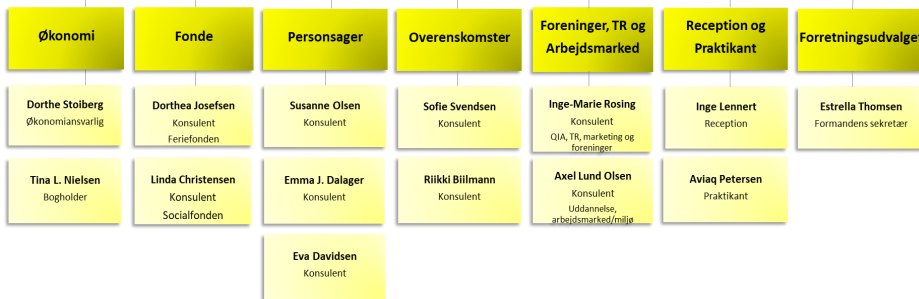 Økonomi
Dorthe Stoiberg
Økonomiansvarlig
Tina L. Nielsen
Bogholder
Fonde
Dorthea Josefsen
Konsulent
Feriefonden
Linda Christensen
Konsulent
Socialfonden
Personsager
Susanne Olsen
Konsulent
Emma J. Dalager
Konsulent
Eva Davidsen
Konsulent
Overenskomster
Sofie Svendsen
Konsulent
Riikki Biilmann
Konsulent
Foreninger, TR og
Arbejdsmarked
Inge-Marie Rosing
Konsulent
QIA, TR, marketing og
foreninger
Axel Lund Olsen
Konsulent
Uddannelse,
arbejdsmarked/miljø
Reception og
Praktikant
Inge Lennert
Reception
Aviaq Petersen
Praktikant
Forretningsudvalget
Estrella Thomsen
Formandens sekretær